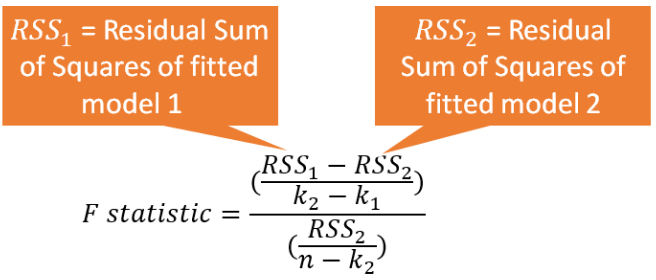 RSS₁ = Residual Sum
of Squares of fitted
model 1
RSS₂ = Residual
Sum of Squares of
fitted model 2
F statistic = ((RSS₁ − RSS₂)/(k₂ − k₁))/((RSS₂)/(n − k₂))